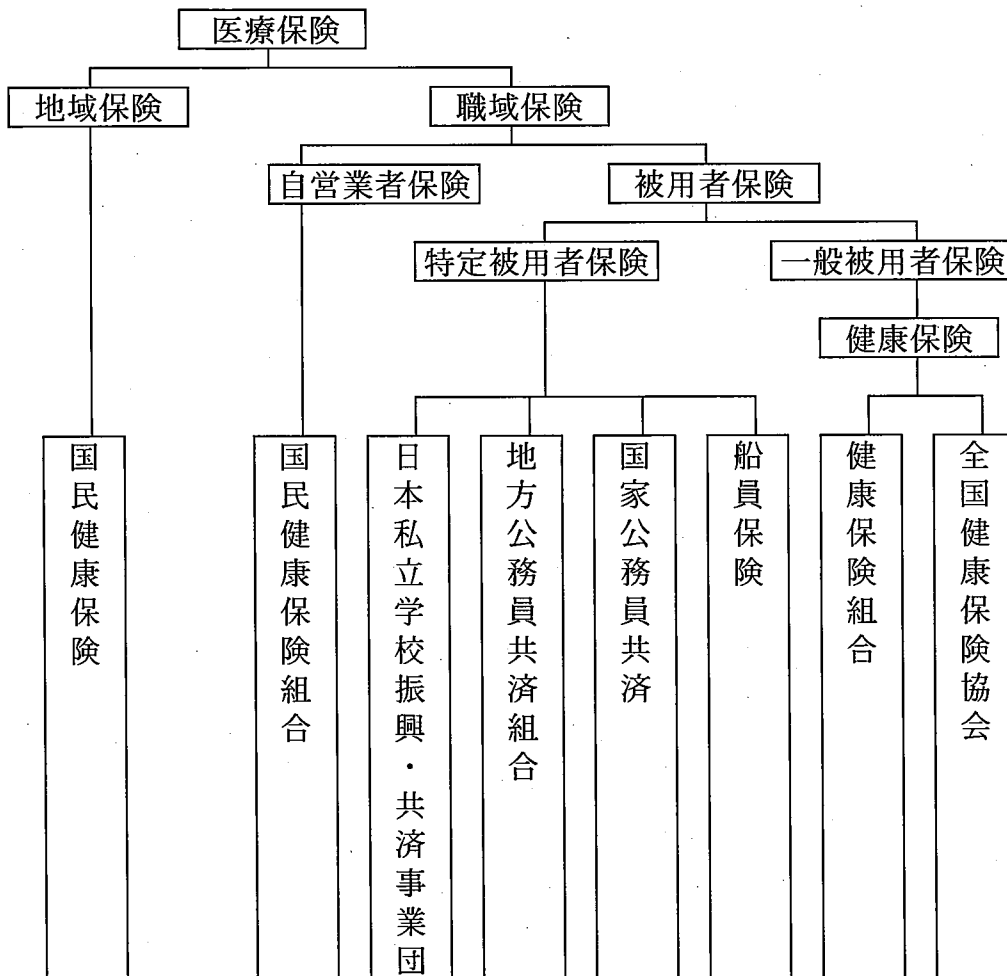 医療保険
地域保険
職域保険
自営業者保険
被用者保険
特定被用者保険
一般被用者保険
健康保険
国民健康保険
国民健康保険組合
日本私立学校振興・共済事業団
地方公務員共済組合
国家公務員共済
船員保険
健康保険組合
全国健康保険協会